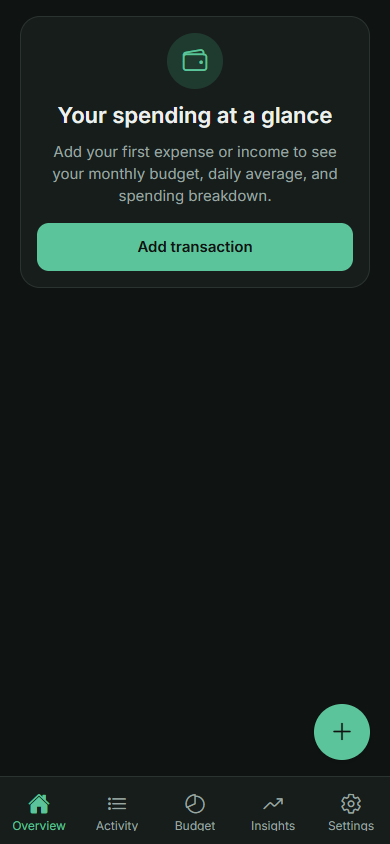 Your spending at a glance
Add your first expense or income to see
your monthly budget, daily average, and
spending breakdown.
Add transaction
Overview
Activity
Budget
Insights
Settings